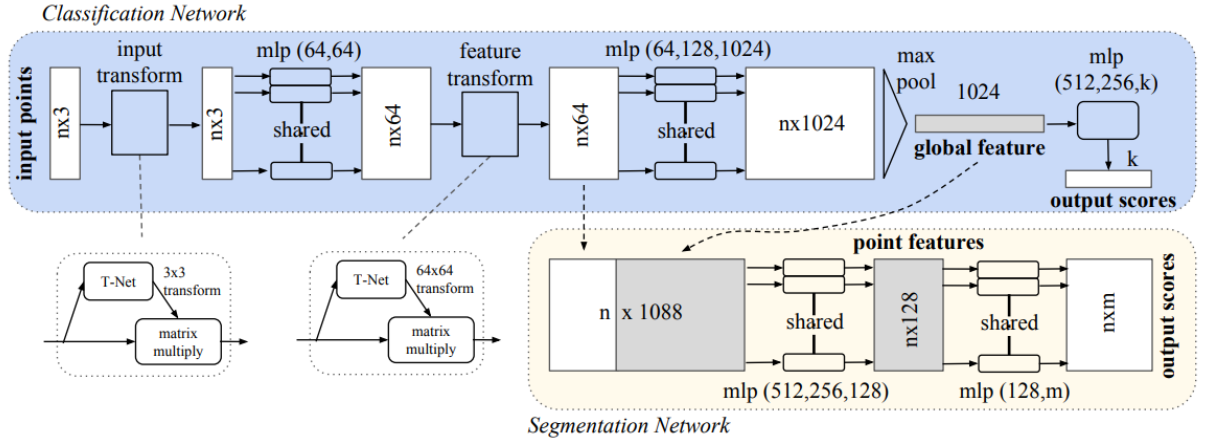 Classification Network
input points
nx3
input
transform
nx3
mlp (64,64)
shared
nx64
feature
transform
nx64
mlp (64,128,1024)
shared
nx1024
max
pool
1024
global feature
mlp
(512,256,k)
k
output scores
T-Net
3x3
transform
matrix
multiply
T-Net
64x64
transform
matrix
multiply
point features
n x 1088
shared
mlp (512,256,128)
nx128
shared
mlp (128,m)
nxm
output scores
Segmentation Network